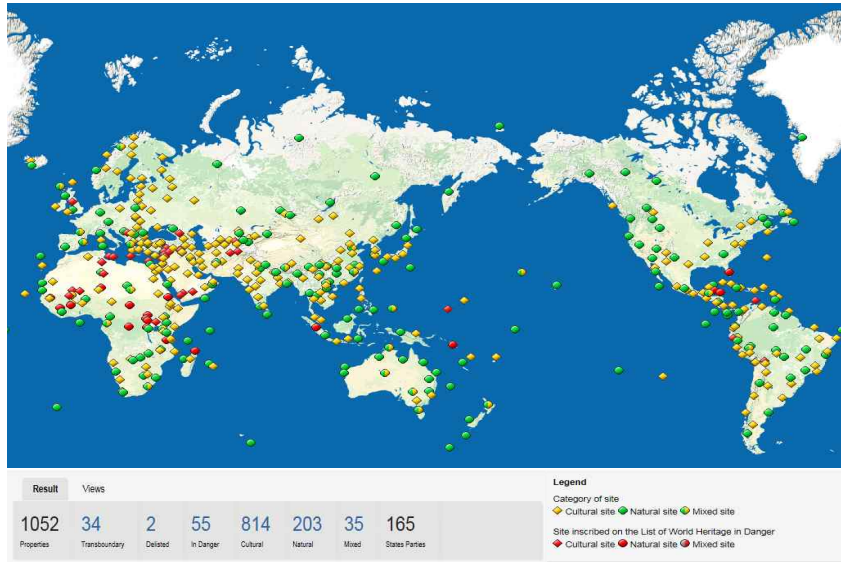 Result Views
1052 34 2 55 814 203 35 165
Properties Transboundary Delisted In Danger Cultural Natural Mixed States Parties
Legend
Category of site
Cultural site Natural site Mixed site
Site inscribed on the List of World Heritage in Danger
Cultural site Natural site Mixed site